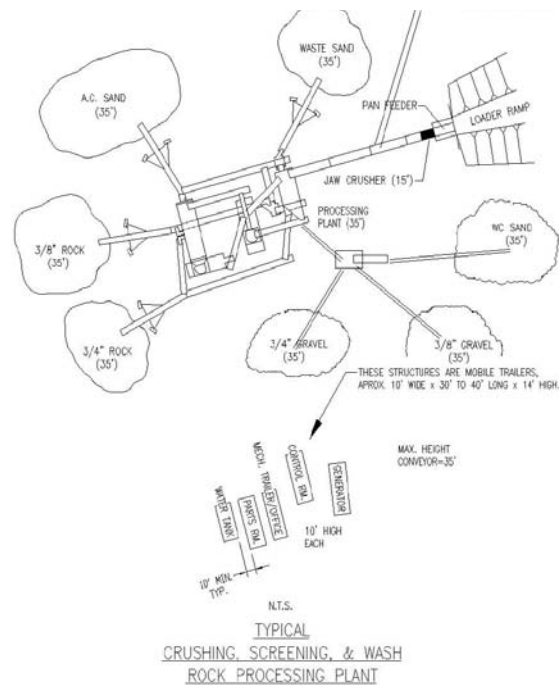 WASTE SAND
(35')
A.C. SAND
(35')
PAN FEEDER
LOADER RAMP
JAW CRUSHER (15')
PROCESSING
PLANT (35')
3/8" ROCK
(35')
WC SAND
(35')
3/4" ROCK
(35')
3/4" GRAVEL
(35')
3/8" GRAVEL
(35')
THESE STRUCTURES ARE MOBILE TRAILERS,
APROX. 10' WIDE x 30' TO 40' LONG x 14' HIGH.
MAX. HEIGHT
CONVEYOR=35'
WATER TANK
PARTS RM.
MECH. TRAILER/OFFICE
CONTROL RM.
GENERATOR
10' HIGH
EACH
10' MIN.
TYP.
N.T.S.
TYPICAL
CRUSHING, SCREENING, & WASH
ROCK PROCESSING PLANT